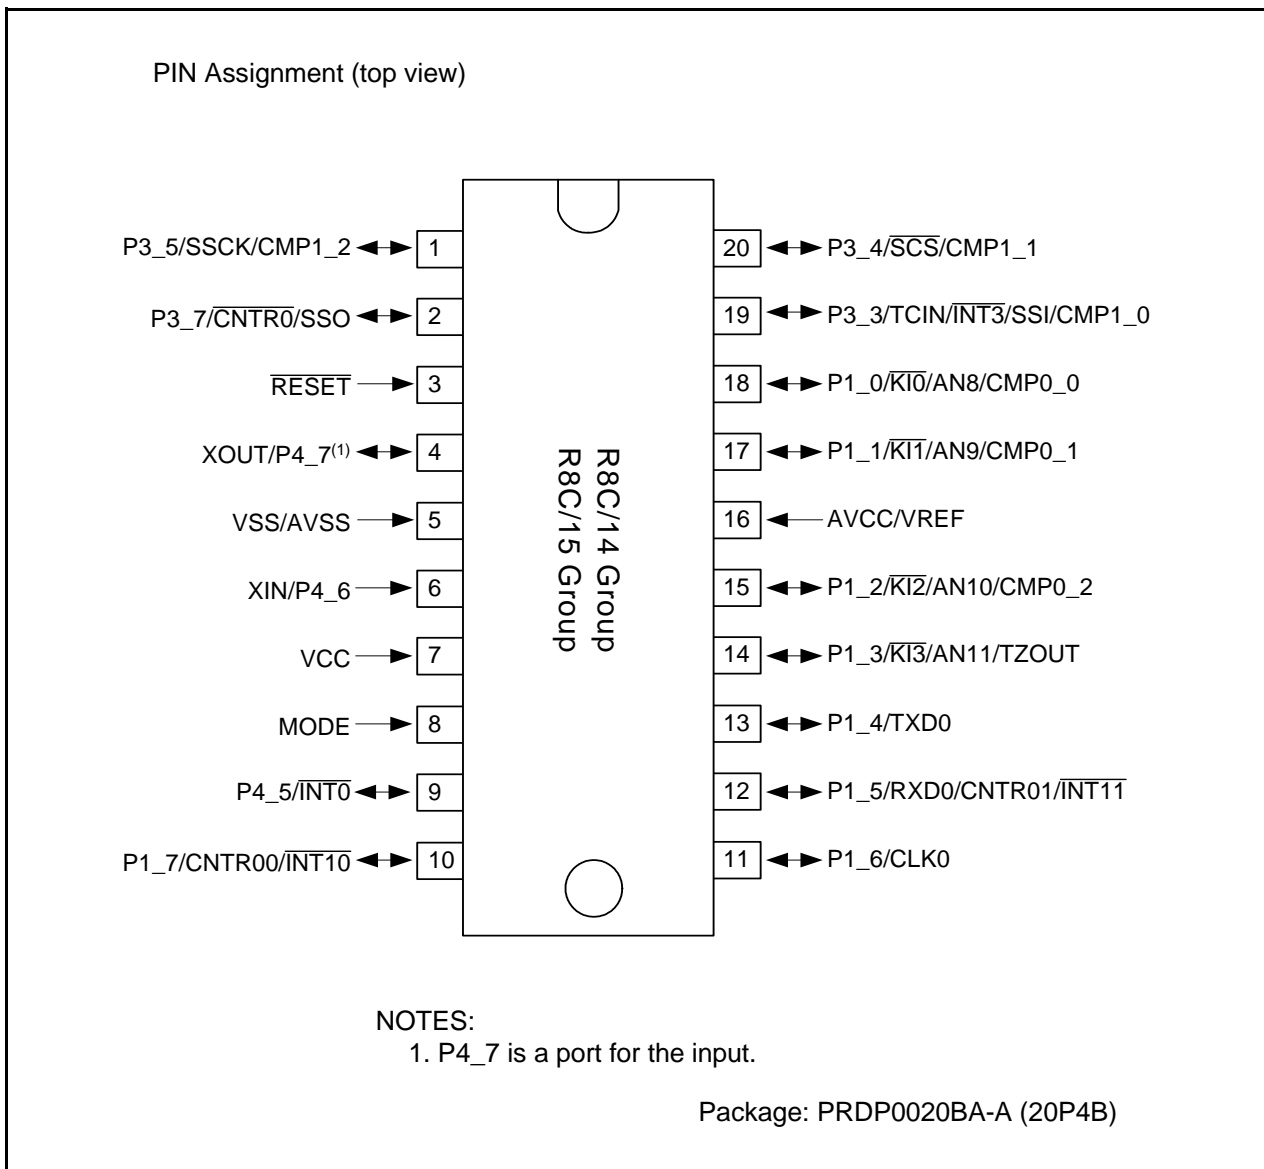 PIN Assignment (top view)
P3_5/SSCK/CMP1_2 1
P3_7/CNTR0/SSO 2
RESET 3
XOUT/P4_7(1) 4
VSS/AVSS 5
XIN/P4_6 6
VCC 7
MODE 8
P4_5/INT0 9
P1_7/CNTR00/INT10 10
R8C/14 Group
R8C/15 Group
20 P3_4/SCS/CMP1_1
19 P3_3/TCIN/INT3/SSI/CMP1_0
18 P1_0/KI0/AN8/CMP0_0
17 P1_1/KI1/AN9/CMP0_1
16 AVCC/VREF
15 P1_2/KI2/AN10/CMP0_2
14 P1_3/KI3/AN11/TZOUT
13 P1_4/TXD0
12 P1_5/RXD0/CNTR01/INT11
11 P1_6/CLK0
NOTES:
1. P4_7 is a port for the input.
Package: PRDP0020BA-A (20P4B)